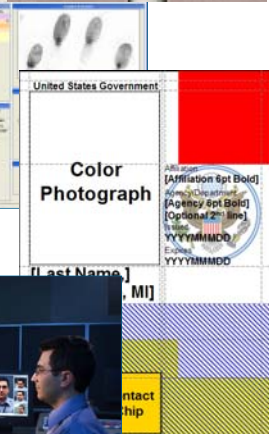 United States Government
Color
Photograph
Affiliation
[Affiliation 6pt Bold]
Agency/Department
[Agency 6pt Bold]
[Optional 2nd line]
Issued
YYYYMMMDD
Expires
YYYYMMMDD
[Last Name,]
, MI]
ntact
hip